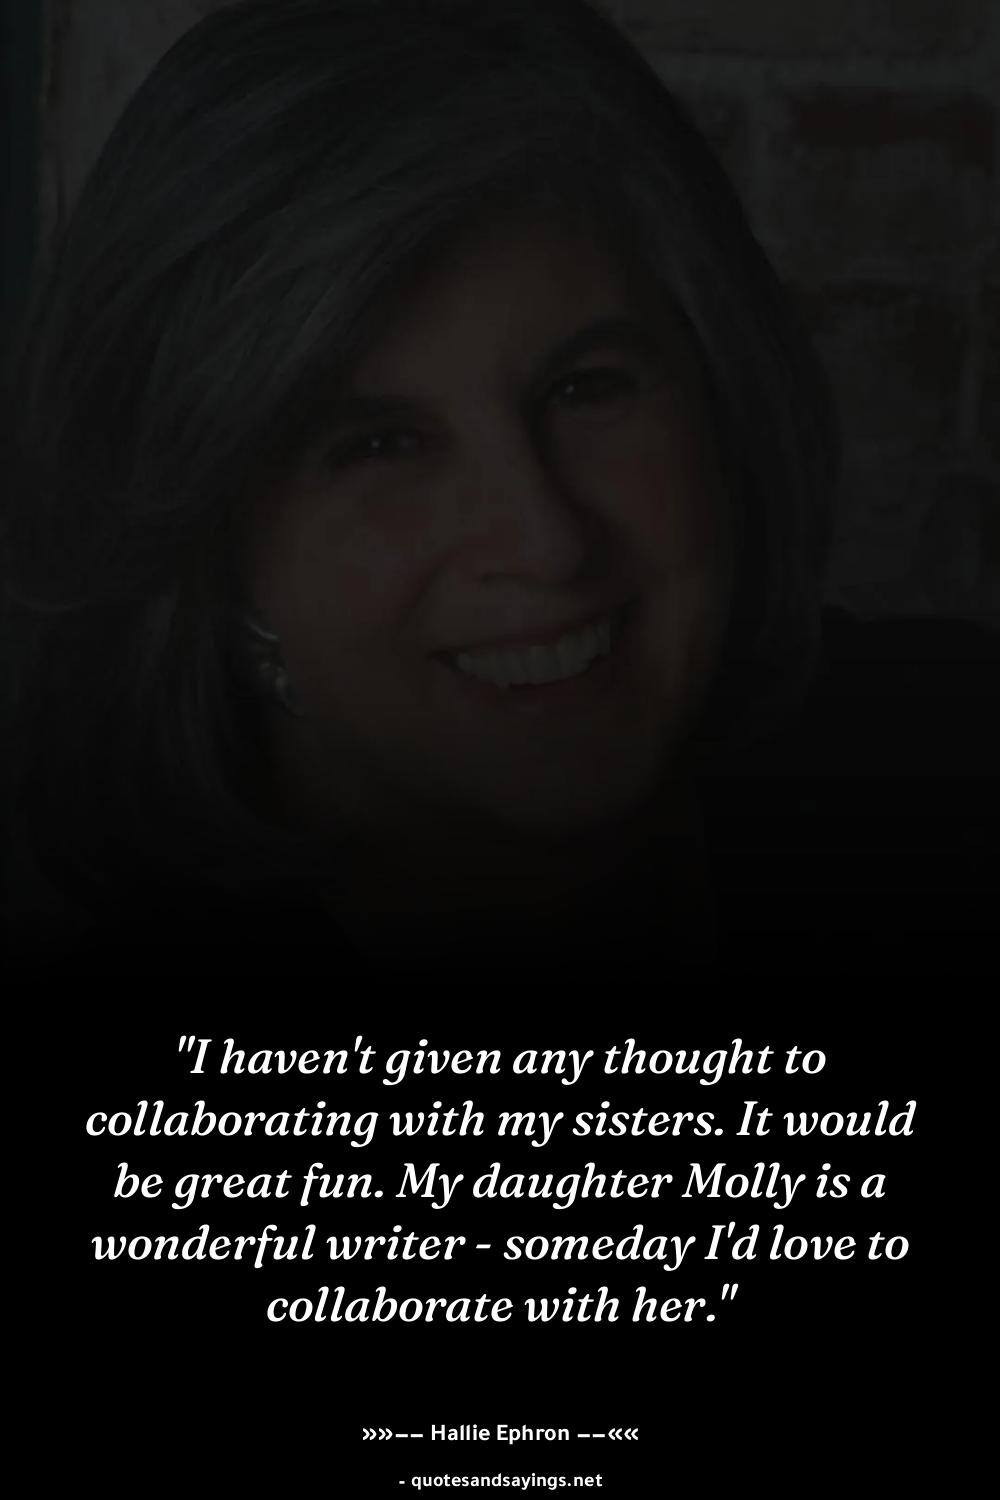 "I haven't given any thought to
collaborating with my sisters. It would
be great fun. My daughter Molly is a
wonderful writer - someday I'd love to
collaborate with her."
»»−− Hallie Ephron −−««
- quotesandsayings.net